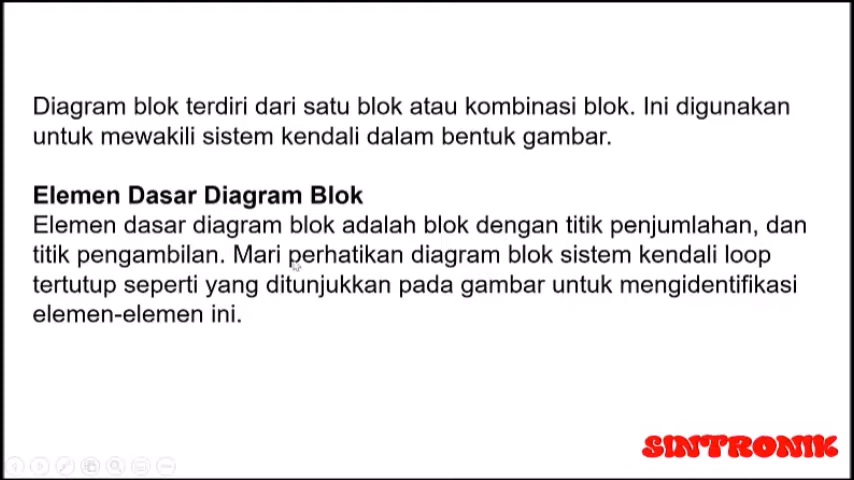 Diagram blok terdiri dari satu blok atau kombinasi blok. Ini digunakan
untuk mewakili sistem kendali dalam bentuk gambar.
Elemen Dasar Diagram Blok
Elemen dasar diagram blok adalah blok dengan titik penjumlahan, dan
titik pengambilan. Mari perhatikan diagram blok sistem kendali loop
tertutup seperti yang ditunjukkan pada gambar untuk mengidentifikasi
elemen-elemen ini.
SINTRONIK